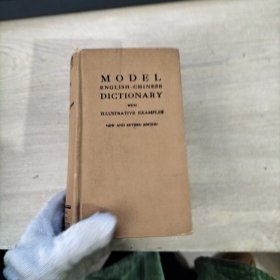 MODEL
ENGLISH-CHINESE
DICTIONARY
WITH
ILLUSTRATIVE EXAMPLES
NEW AND REVISED EDITION